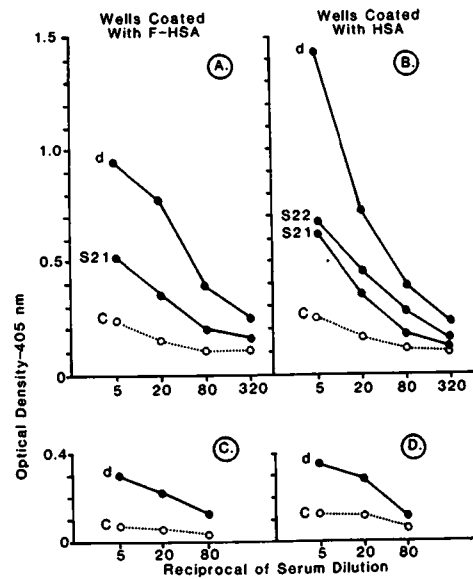 Wells Coated
With F-HSA
Wells Coated
With HSA
Optical Density-405 nm
1.5
1.0
0.5
0
A.
d
S21
C
5 20 80 320
B.
d
S22
S21
C
5 20 80 320
0.4
0
C.
d
C
5 20 80
D.
d
C
5 20 80
Reciprocal of Serum Dilution